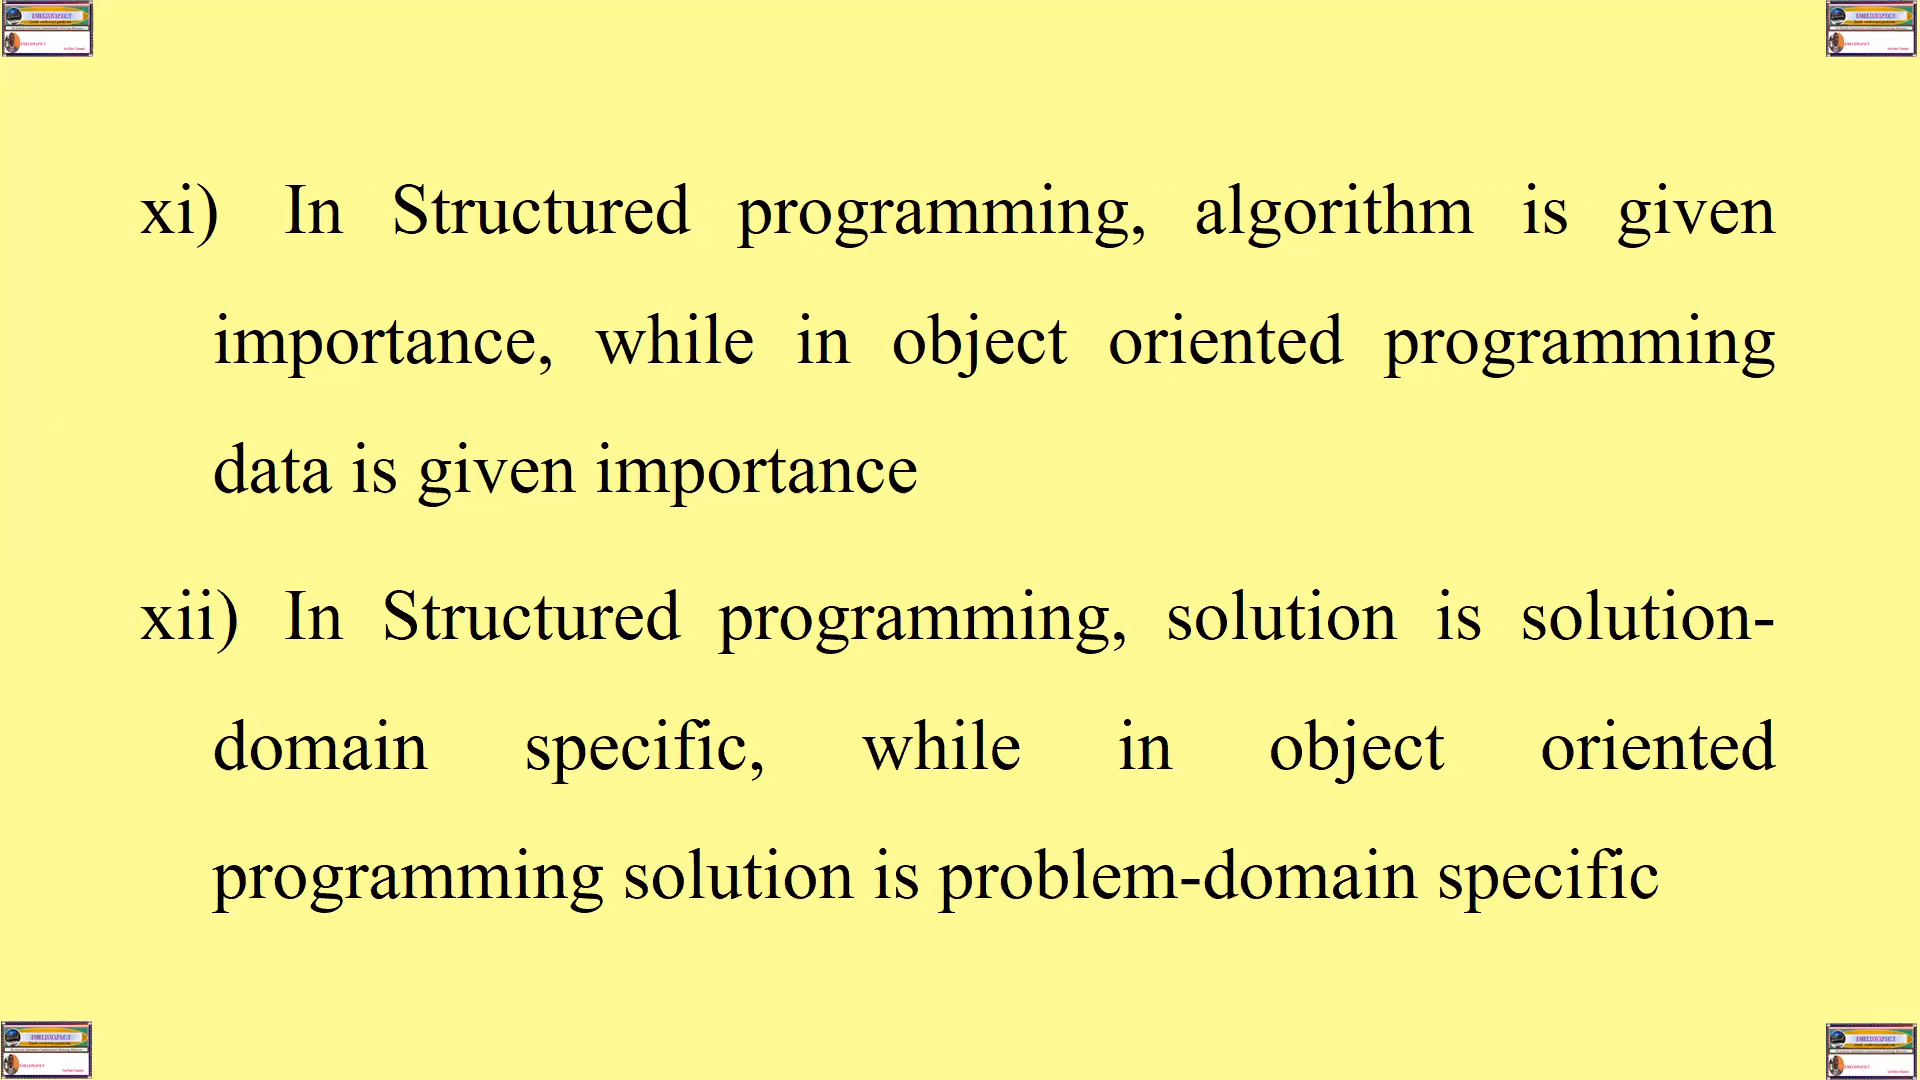 xi) In Structured programming, algorithm is given
importance, while in object oriented programming
data is given importance
xii) In Structured programming, solution is solution-
domain specific, while in object oriented
programming solution is problem-domain specific